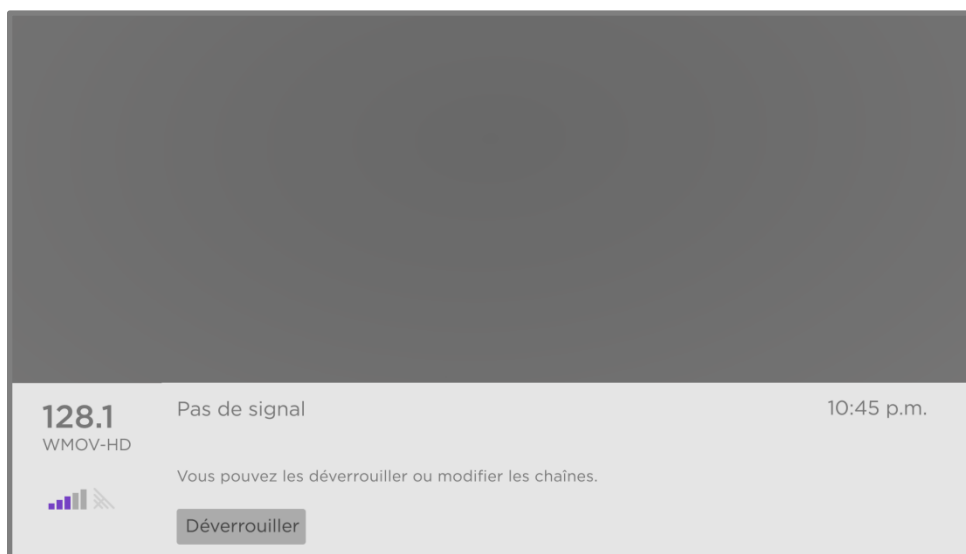 128.1
WMOV-HD
Pas de signal
10:45 p.m.
Vous pouvez les déverrouiller ou modifier les chaînes.
Déverrouiller